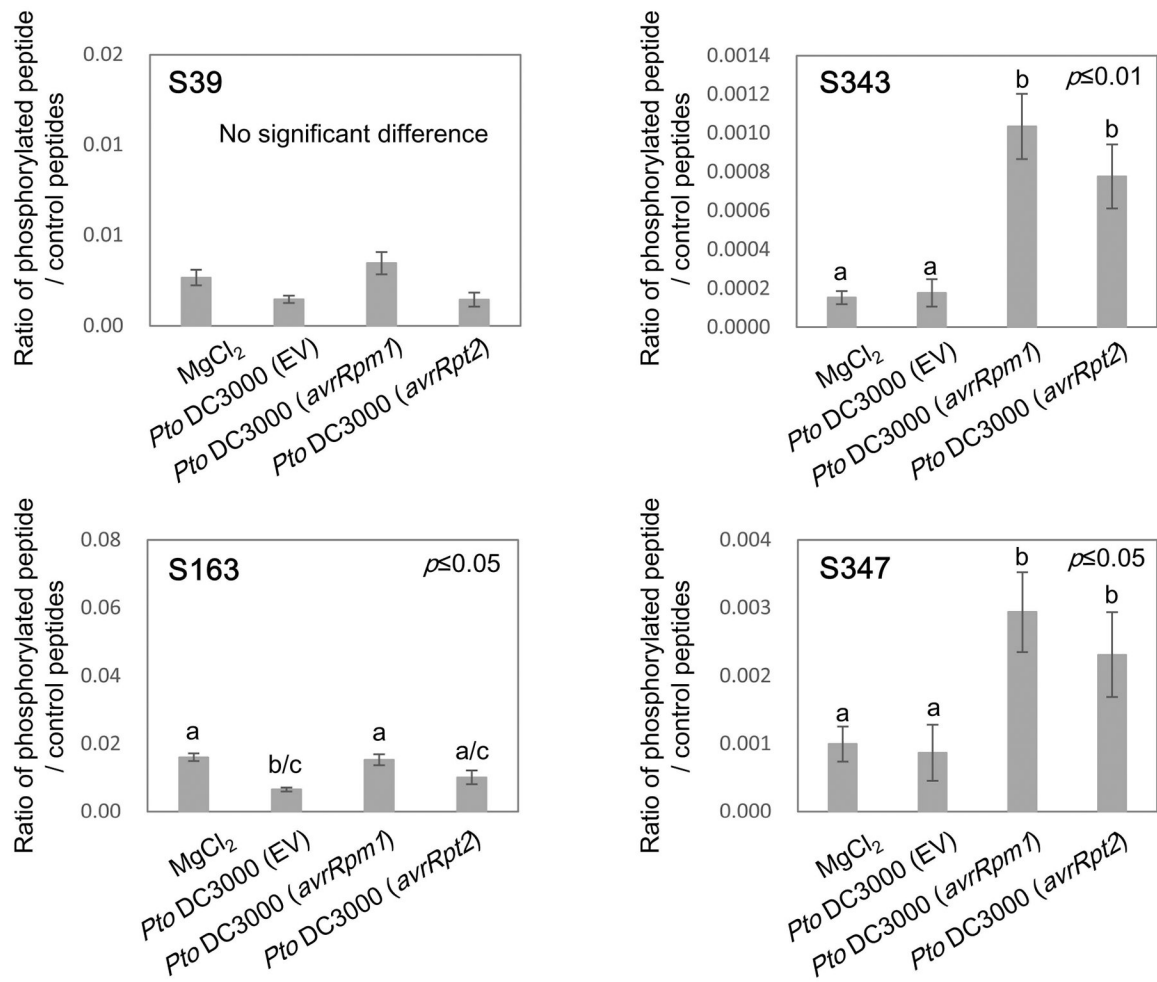 Ratio of phosphorylated peptide
/ control peptides
0.02
0.01
0.01
0.00
S39
No significant difference
MgCl₂
Pto DC3000 (EV)
Pto DC3000 (avrRpm1)
Pto DC3000 (avrRpt2)
Ratio of phosphorylated peptide
/ control peptides
0.0014
0.0012
0.0010
0.0008
0.0006
0.0004
0.0002
0.0000
S343
p≤0.01
a
a
b
b
MgCl₂
Pto DC3000 (EV)
Pto DC3000 (avrRpm1)
Pto DC3000 (avrRpt2)
Ratio of phosphorylated peptide
/ control peptides
0.08
0.06
0.04
0.02
0.00
S163
p≤0.05
a
b/c
a
a/c
MgCl₂
Pto DC3000 (EV)
Pto DC3000 (avrRpm1)
Pto DC3000 (avrRpt2)
Ratio of phosphorylated peptide
/ control peptides
0.004
0.003
0.002
0.001
0.000
S347
p≤0.05
a
a
b
b
MgCl₂
Pto DC3000 (EV)
Pto DC3000 (avrRpm1)
Pto DC3000 (avrRpt2)